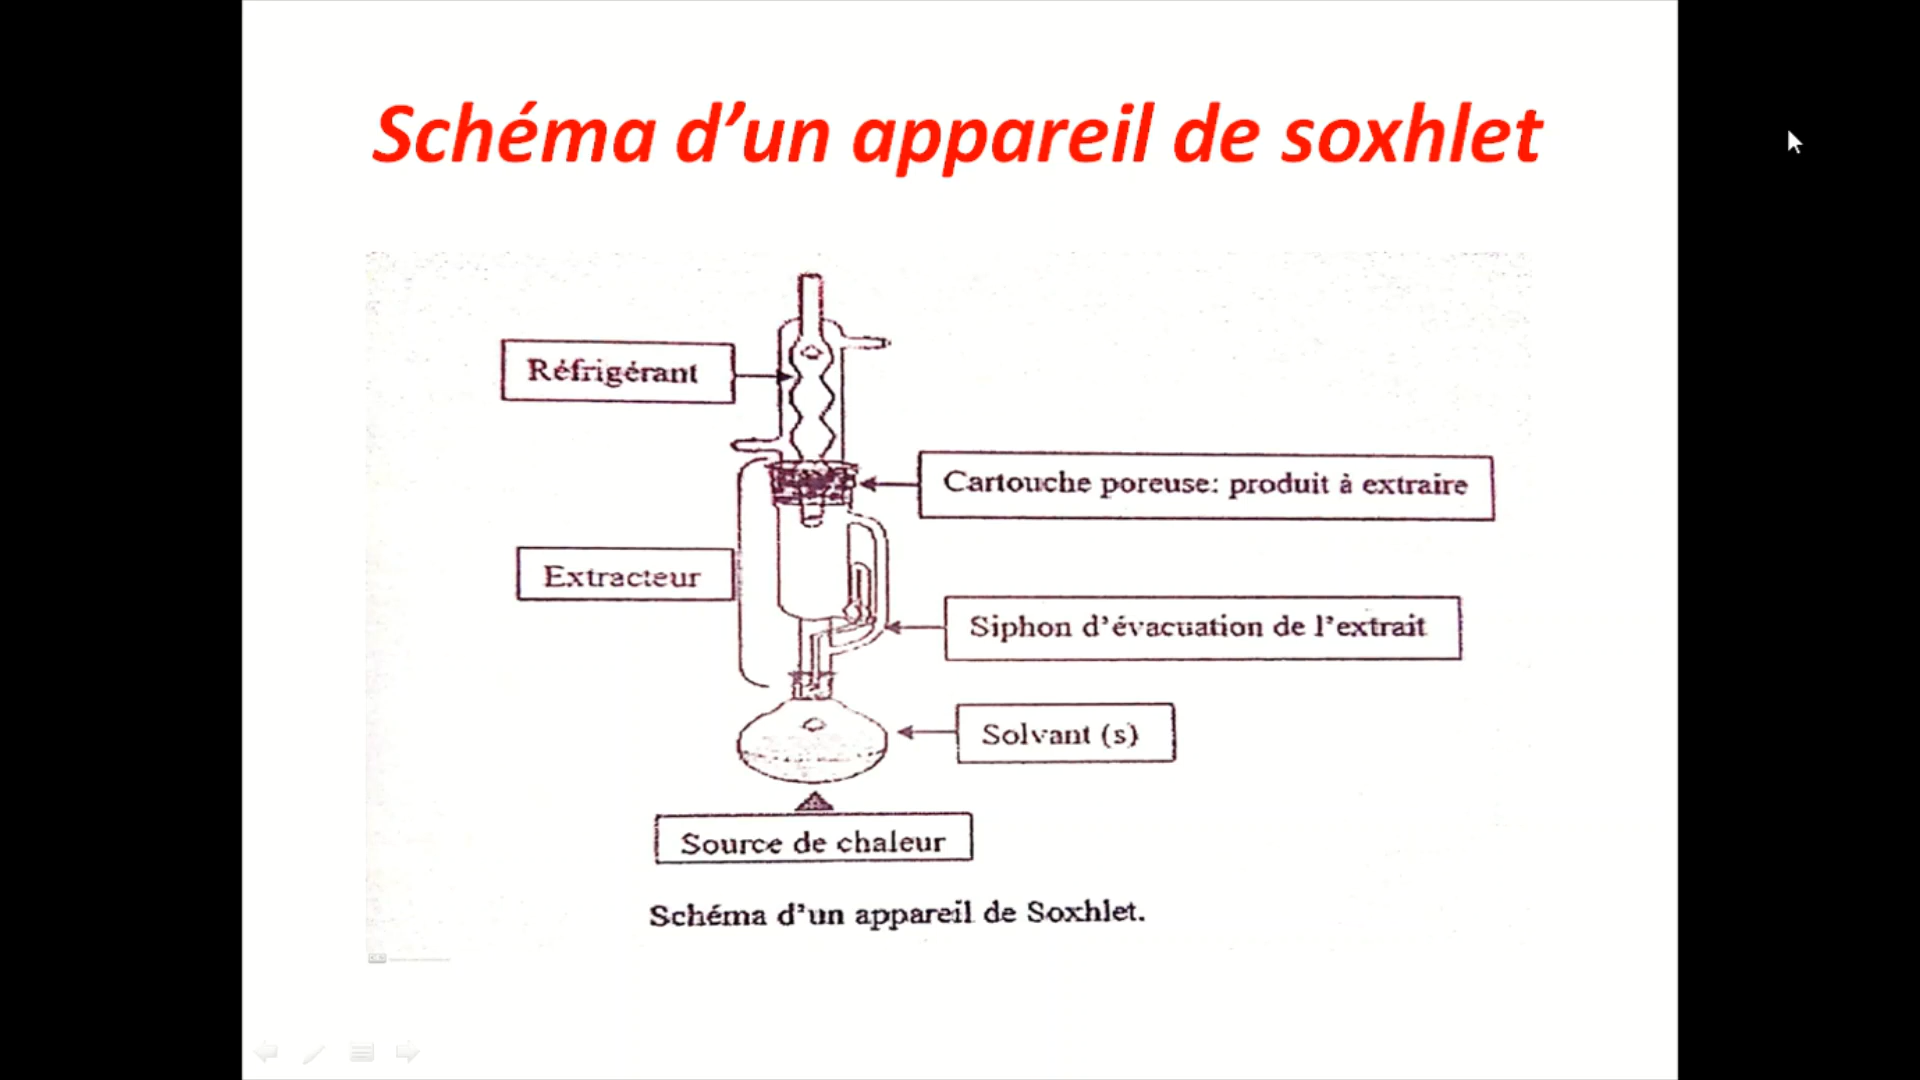 Schéma d’un appareil de soxhlet
Réfrigérant
Cartouche poreuse: produit à extraire
Extracteur
Siphon d’évacuation de l’extrait
Solvant (s)
Source de chaleur
Schéma d’un appareil de Soxhlet.